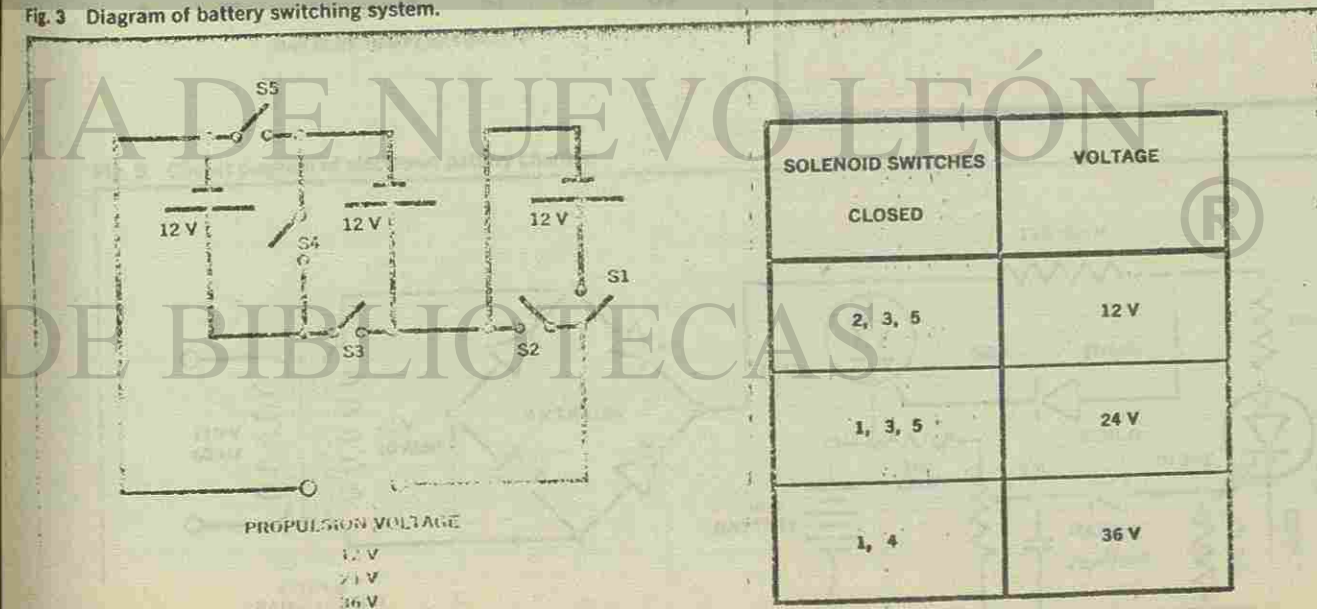 Fig. 3 Diagram of battery switching system.
MA DE NUEVO LEÓN
®
DE BIBLIOTECAS
S5
12 V
S4
12 V
12 V
S1
S3
S2
PROPULSION VOLTAGE
12 V
24 V
36 V
SOLENOID SWITCHES CLOSED
VOLTAGE
2, 3, 5
12 V
1, 3, 5
24 V
1, 4
36 V